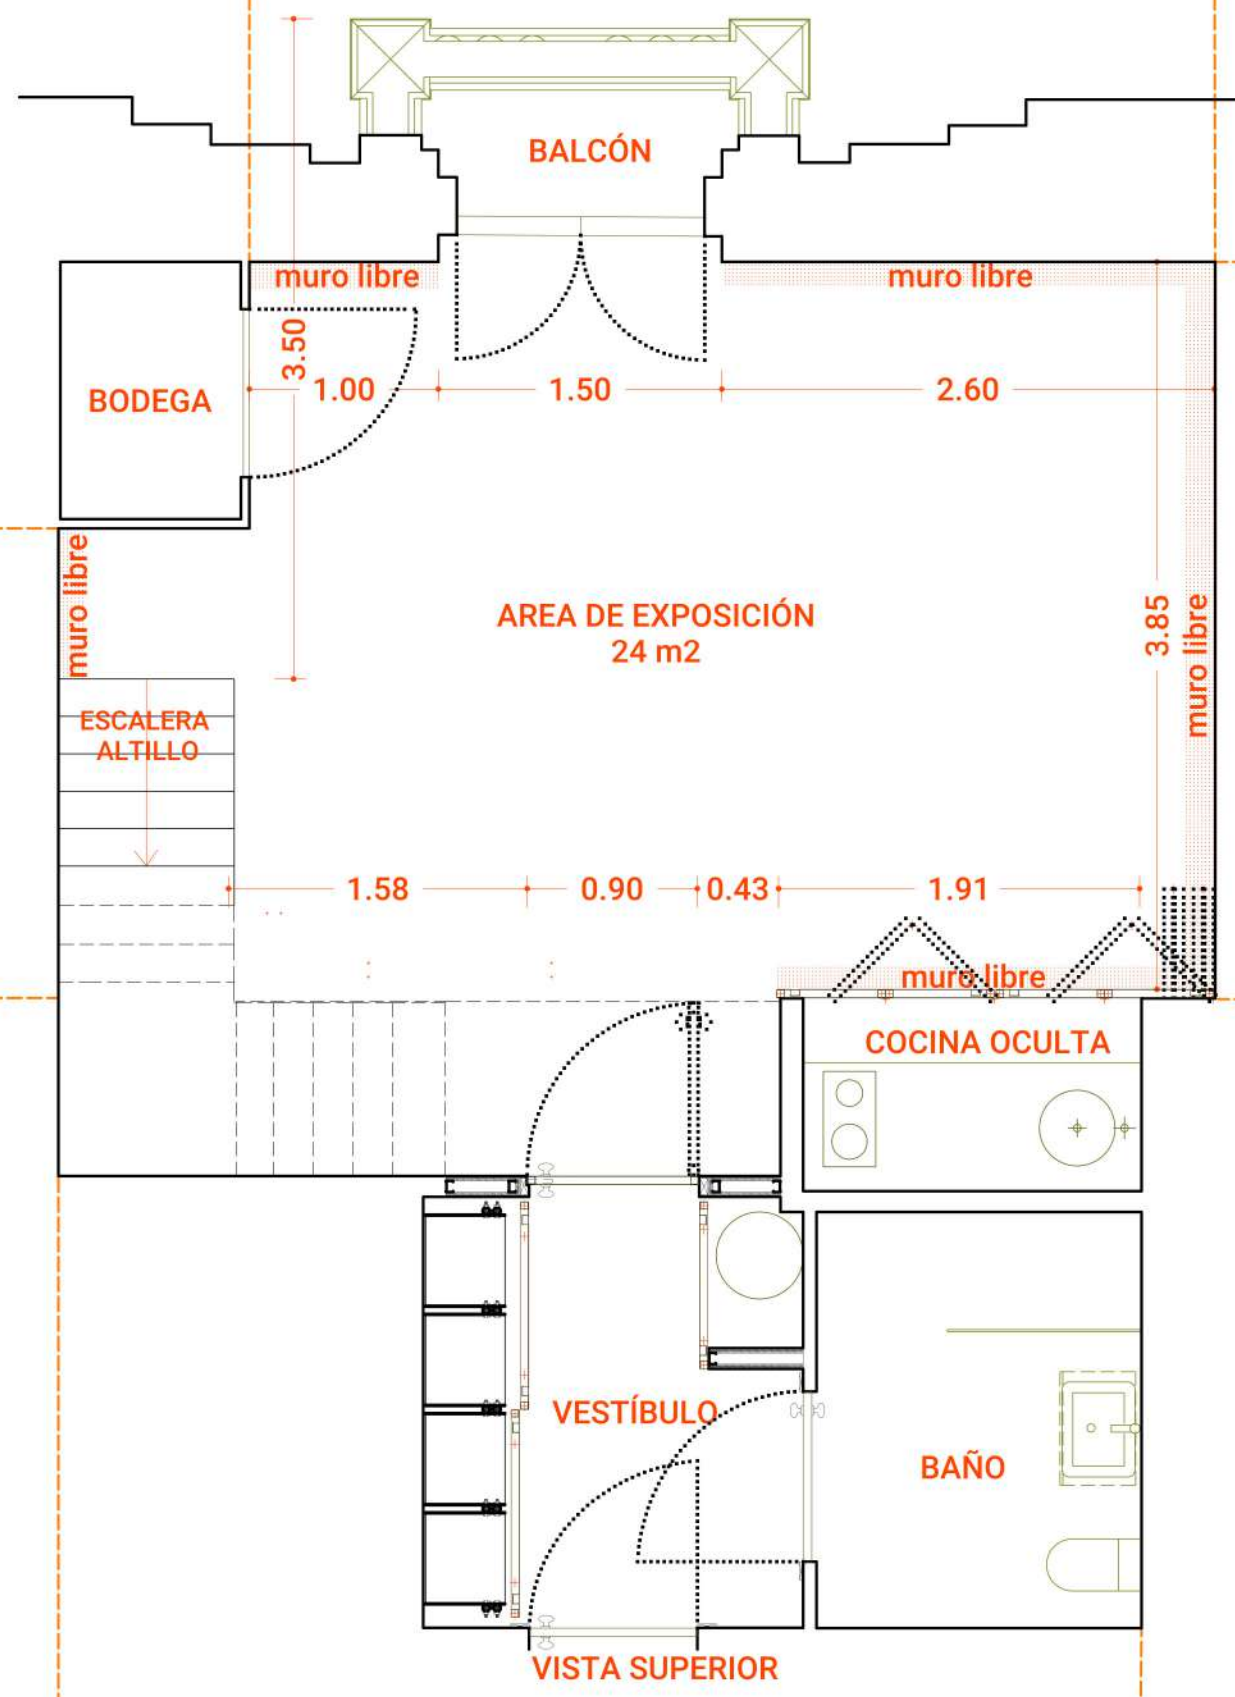 BALCÓN
muro libre
muro libre
3.50
1.00
1.50
2.60
BODEGA
muro libre
AREA DE EXPOSICIÓN
24 m2
3.85
muro libre
ESCALERA
ALTILLO
1.58
0.90
0.43
1.91
muro libre
COCINA OCULTA
VESTÍBULO
BAÑO
VISTA SUPERIOR